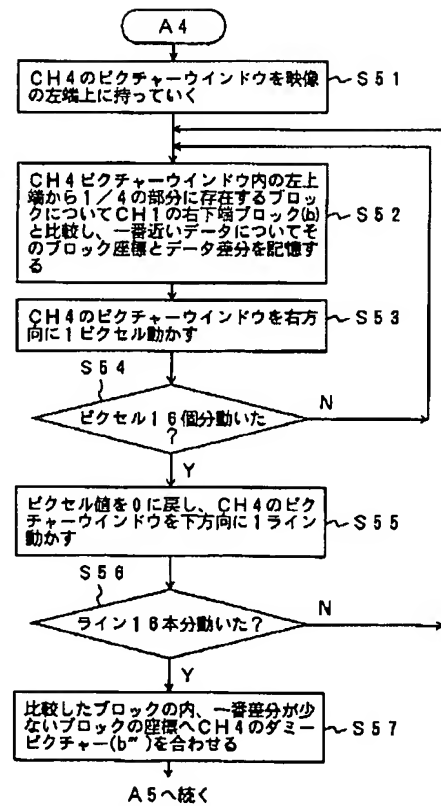 A4
CH4のピクチャーウインドウを映像
の左端上に持っていく
S51
CH4ピクチャーウインドウ内の左上
端から1/4の部分に存在するブロッ
クについてCH1の右下端ブロック(b)
と比較し、一番近いデータについてそ
のブロック座標とデータ差分を記憶す
る
S52
CH4のピクチャーウインドウを右方
向に1ピクセル動かす
S53
S54
ピクセル16個分動いた
?
N
Y
ピクセル値を0に戻し、CH4のピク
チャーウインドウを下方向に1ライン
動かす
S55
S56
ライン16本分動いた?
N
Y
比較したブロックの内、一番差分が少
ないブロックの座標へCH4のダミー
ピクチャー(b''')を合わせる
S57
A5へ続く